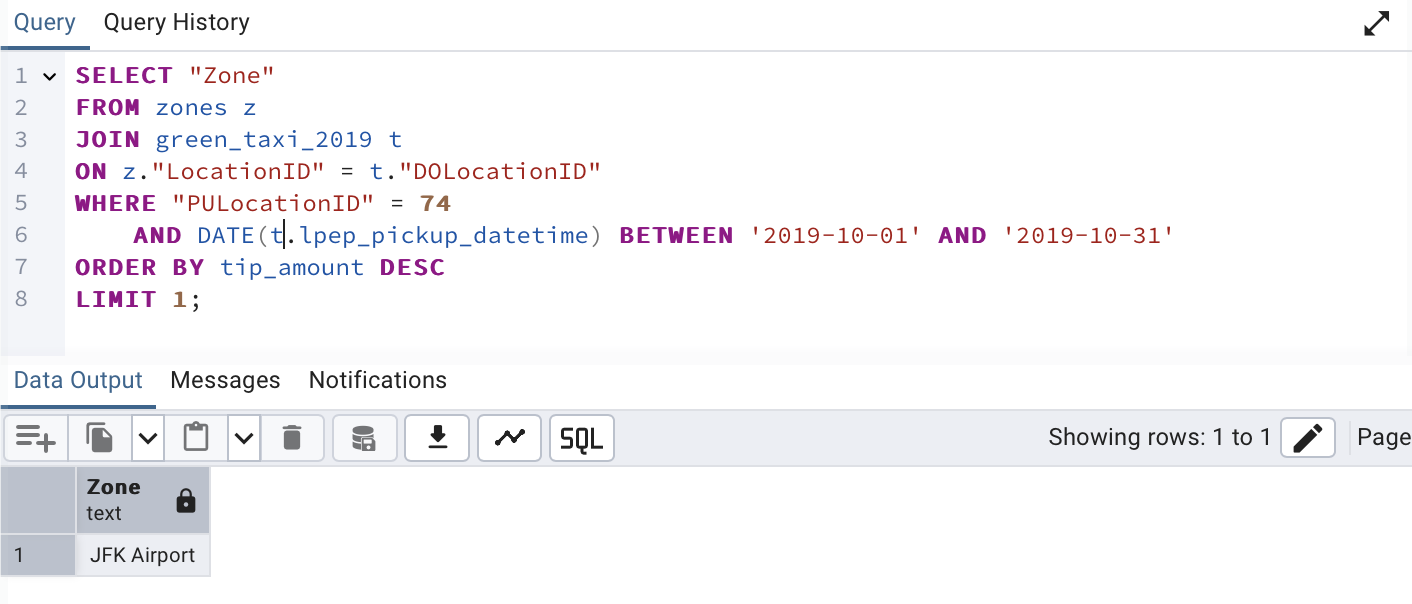 Query Query History
1 SELECT "Zone"
2 FROM zones z
3 JOIN green_taxi_2019 t
4 ON z."LocationID" = t."DOLocationID"
5 WHERE "PULocationID" = 74
6 AND DATE(t.lpep_pickup_datetime) BETWEEN '2019-10-01' AND '2019-10-31'
7 ORDER BY tip_amount DESC
8 LIMIT 1;
Data Output Messages Notifications
SQL Showing rows: 1 to 1 Page
Zone
text
1 JFK Airport